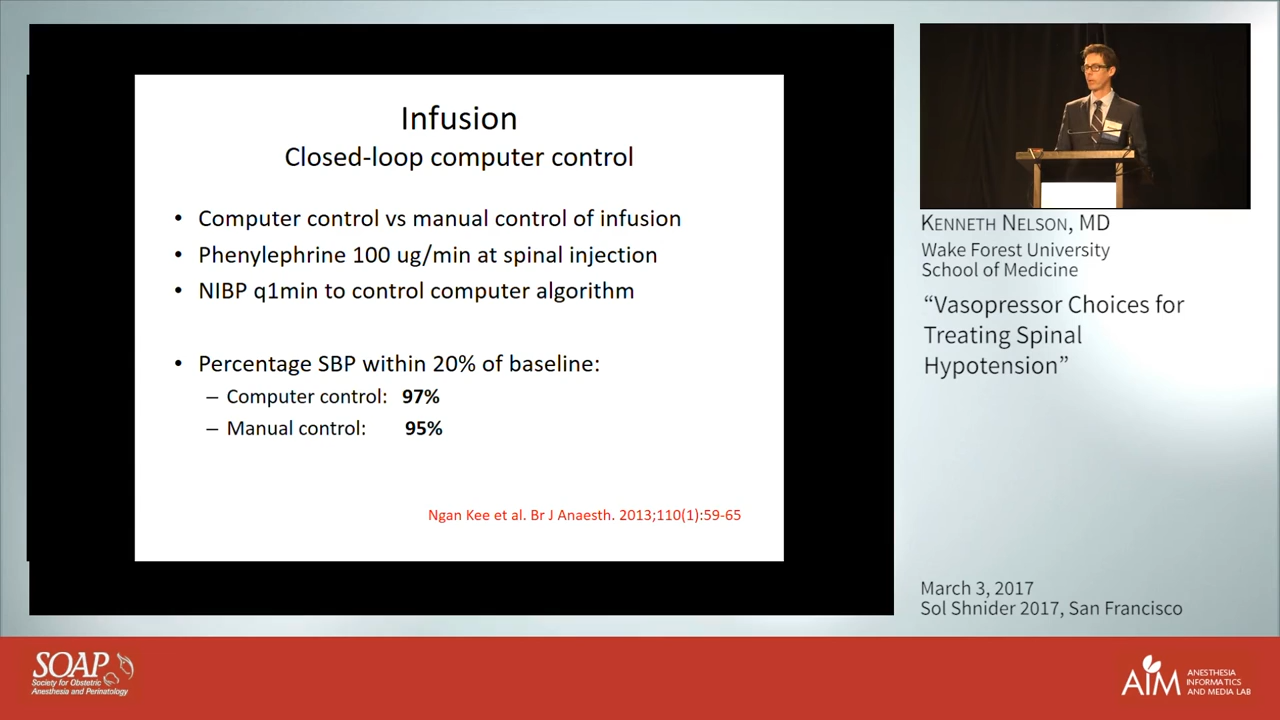 Infusion
Closed-loop computer control
• Computer control vs manual control of infusion
• Phenylephrine 100 ug/min at spinal injection
• NIBP q1min to control computer algorithm
• Percentage SBP within 20% of baseline:
– Computer control: 97%
– Manual control: 95%
Ngan Kee et al. Br J Anaesth. 2013;110(1):59-65
KENNETH NELSON, MD
Wake Forest University
School of Medicine
“Vasopressor Choices for
Treating Spinal
Hypotension”
March 3, 2017
Sol Shnider 2017, San Francisco
SOAP
Society for Obstetric
Anesthesia and Perinatology
AIM
ANESTHESIA
INFORMATICS
AND MEDIA LAB